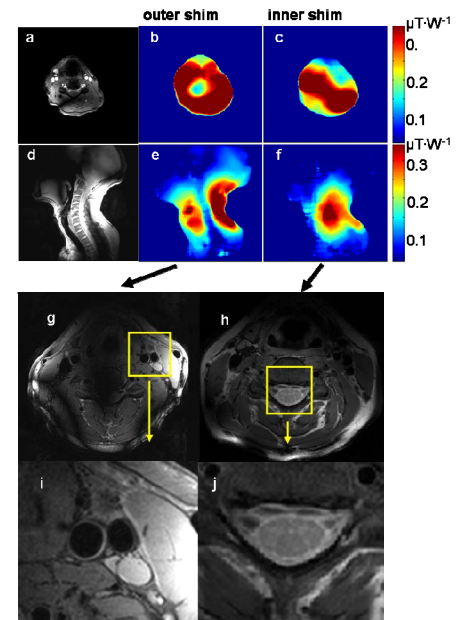 outer shim inner shim
a b c µT·W-1
0.
0.2
0.1
d e f µT·W-1
0.3
0.2
0.1
g h
i j